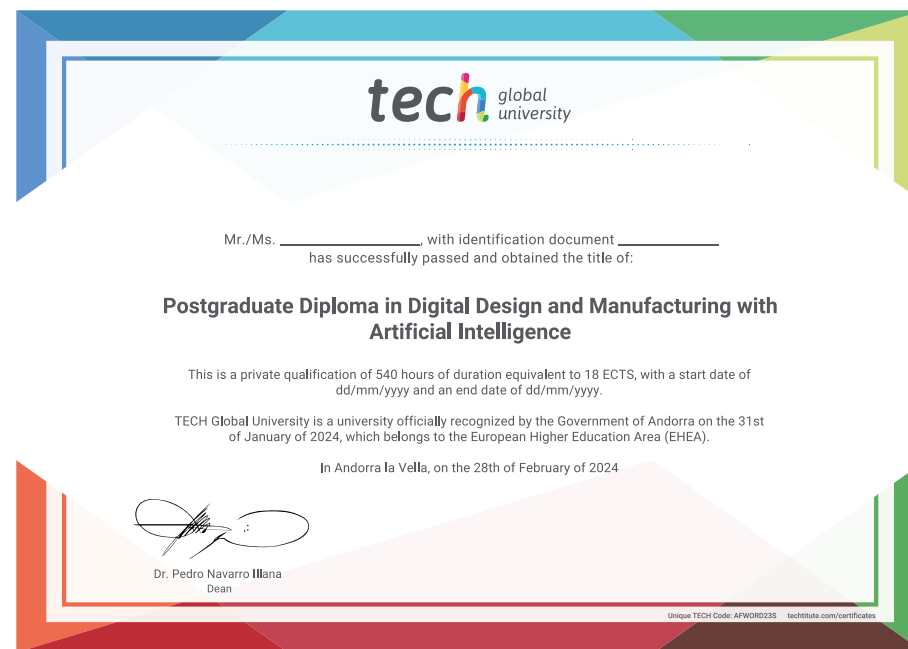 tech global
university
Mr./Ms. ____________, with identification document ____________
has successfully passed and obtained the title of:
Postgraduate Diploma in Digital Design and Manufacturing with
Artificial Intelligence
This is a private qualification of 540 hours of duration equivalent to 18 ECTS, with a start date of
dd/mm/yyyy and an end date of dd/mm/yyyy.
TECH Global University is a university officially recognized by the Government of Andorra on the 31st
of January of 2024, which belongs to the European Higher Education Area (EHEA).
In Andorra la Vella, on the 28th of February of 2024
Dr. Pedro Navarro Illana
Dean
Unique TECH Code: AFWORD23S techtitute.com/certificates